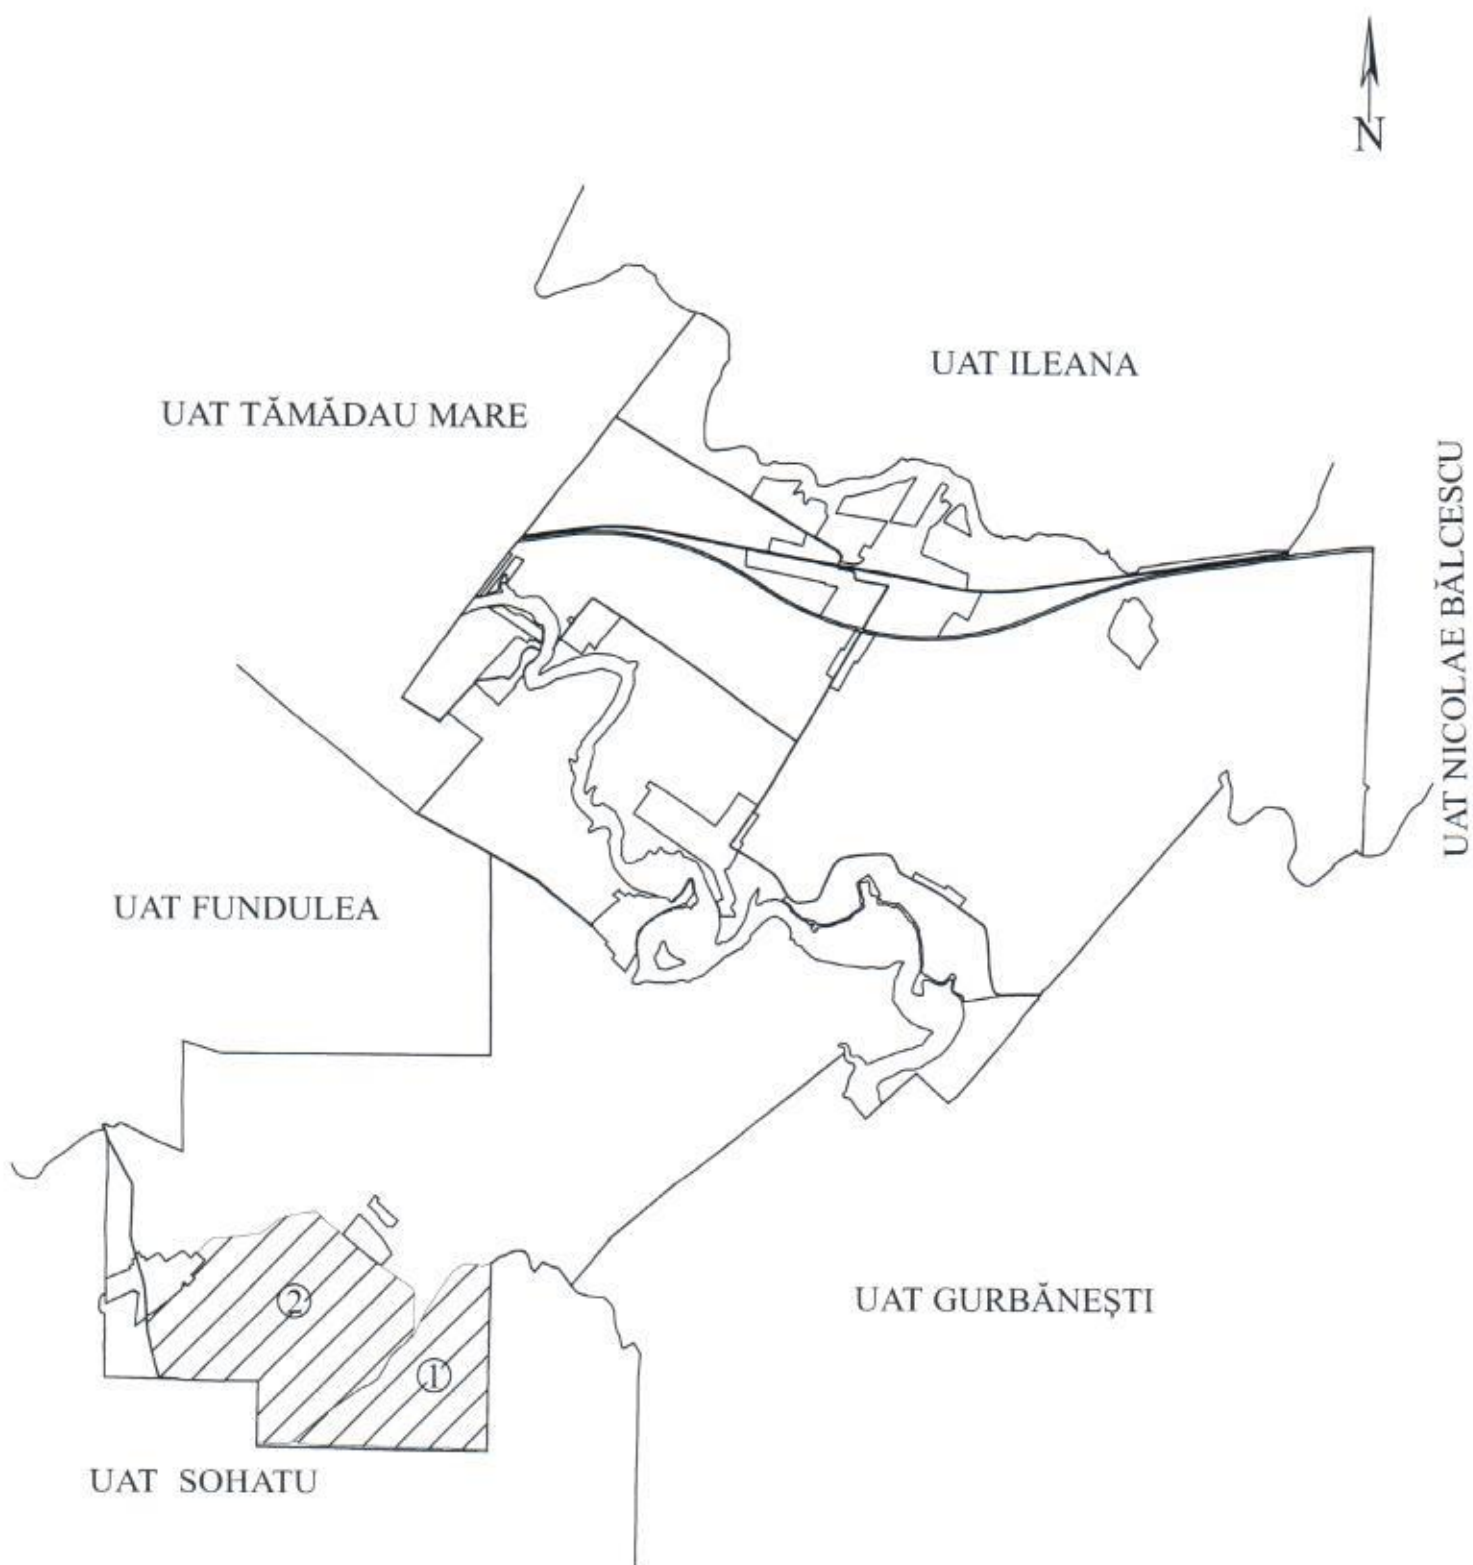 N
UAT ILEANA
UAT TĂMĂDAU MARE
UAT NICOLAE BĂLCESCU
UAT FUNDULEA
UAT GURBĂNEȘTI
2
1
UAT SOHATU